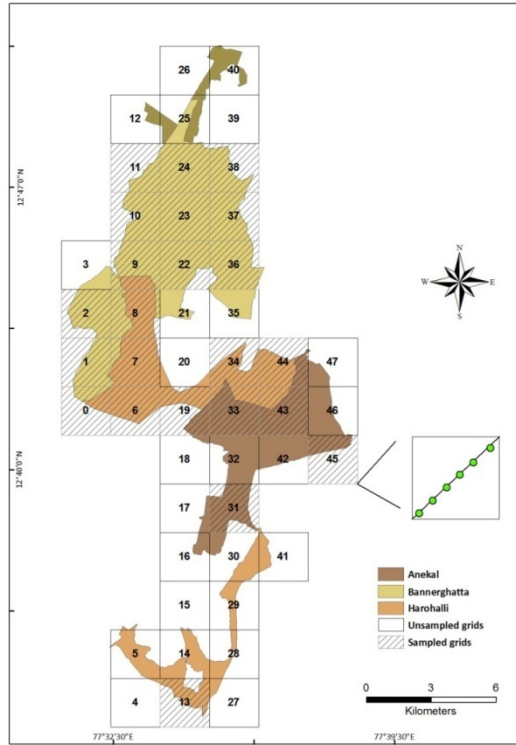 26 40
12 25 39
11 24 38
12°47'0"N
10 23 37
3 9 22 36
N
W E
S
2 8 21 35
1 7 20 34 44 47
0 6 19 33 43 46
12°40'0"N
18 32 42 45
17 31
16 30 41
15 29
5 14 28
4 13 27
Anekal
Bannerghatta
Harohalli
Unsampled grids
Sampled grids
0 3 6
Kilometers
77°32'30"E 77°39'30"E